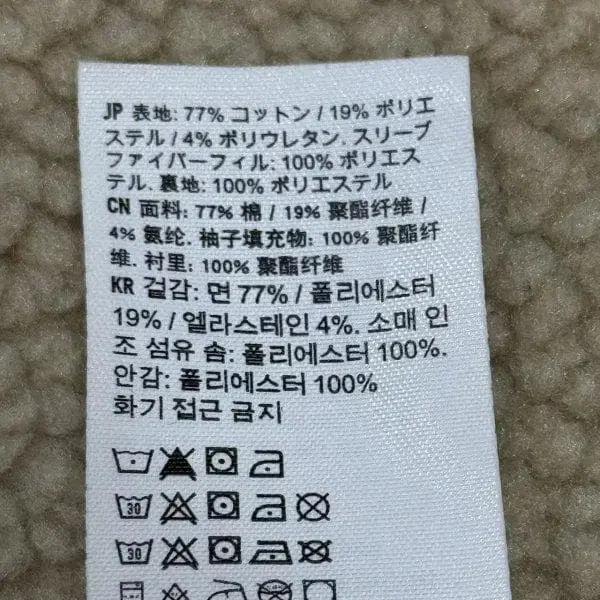 JP 表地: 77% コットン / 19% ポリエ
ステル / 4% ポリウレタン. スリーブ
ファイバーフィル: 100% ポリエス
テル. 裏地: 100% ポリエステル
CN 面料: 77% 棉 / 19% 聚酯纤维 /
4% 氨纶. 袖子填充物: 100% 聚酯纤
维. 衬里: 100% 聚酯纤维
KR 겉감: 면 77% / 폴리에스터
19% / 엘라스테인 4%. 소매 인
조 섬유 솜: 폴리에스터 100%.
안감: 폴리에스터 100%
화기 접근 금지
30
30